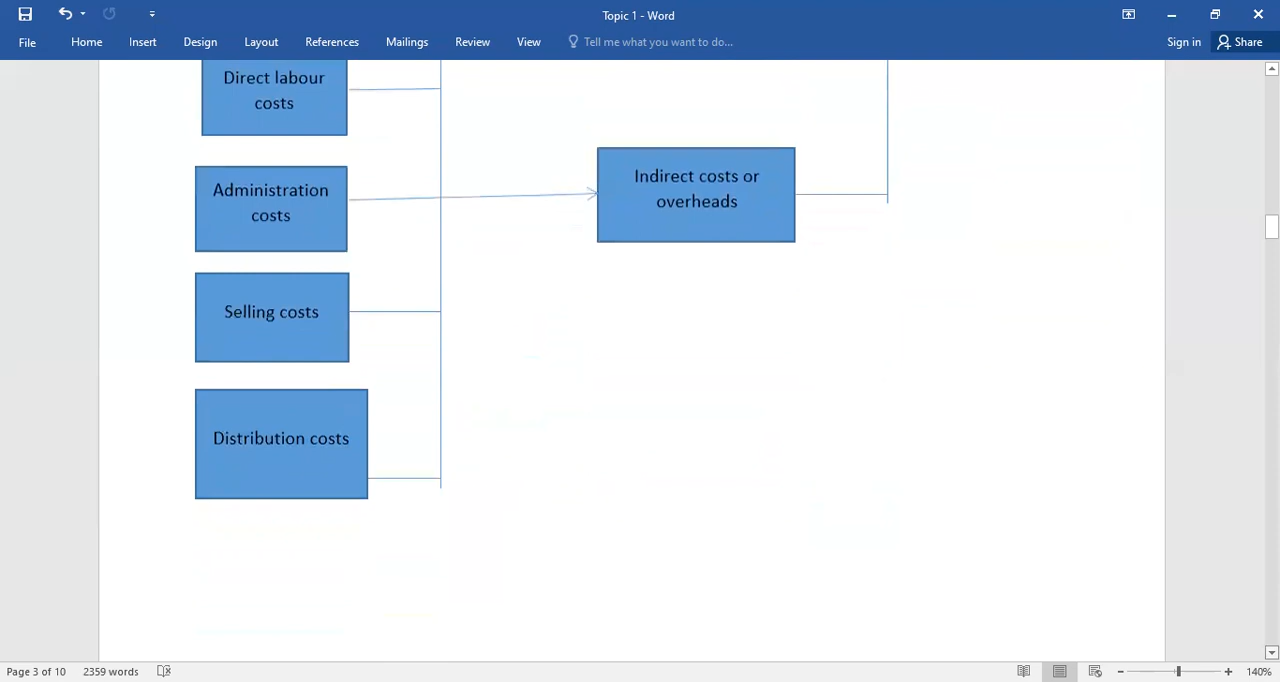 Topic 1 - Word
File Home Insert Design Layout References Mailings Review View Tell me what you want to do... Sign in Share
Direct labour
costs
Administration
costs
Indirect costs or
overheads
Selling costs
Distribution costs
Page 3 of 10 2359 words 140%